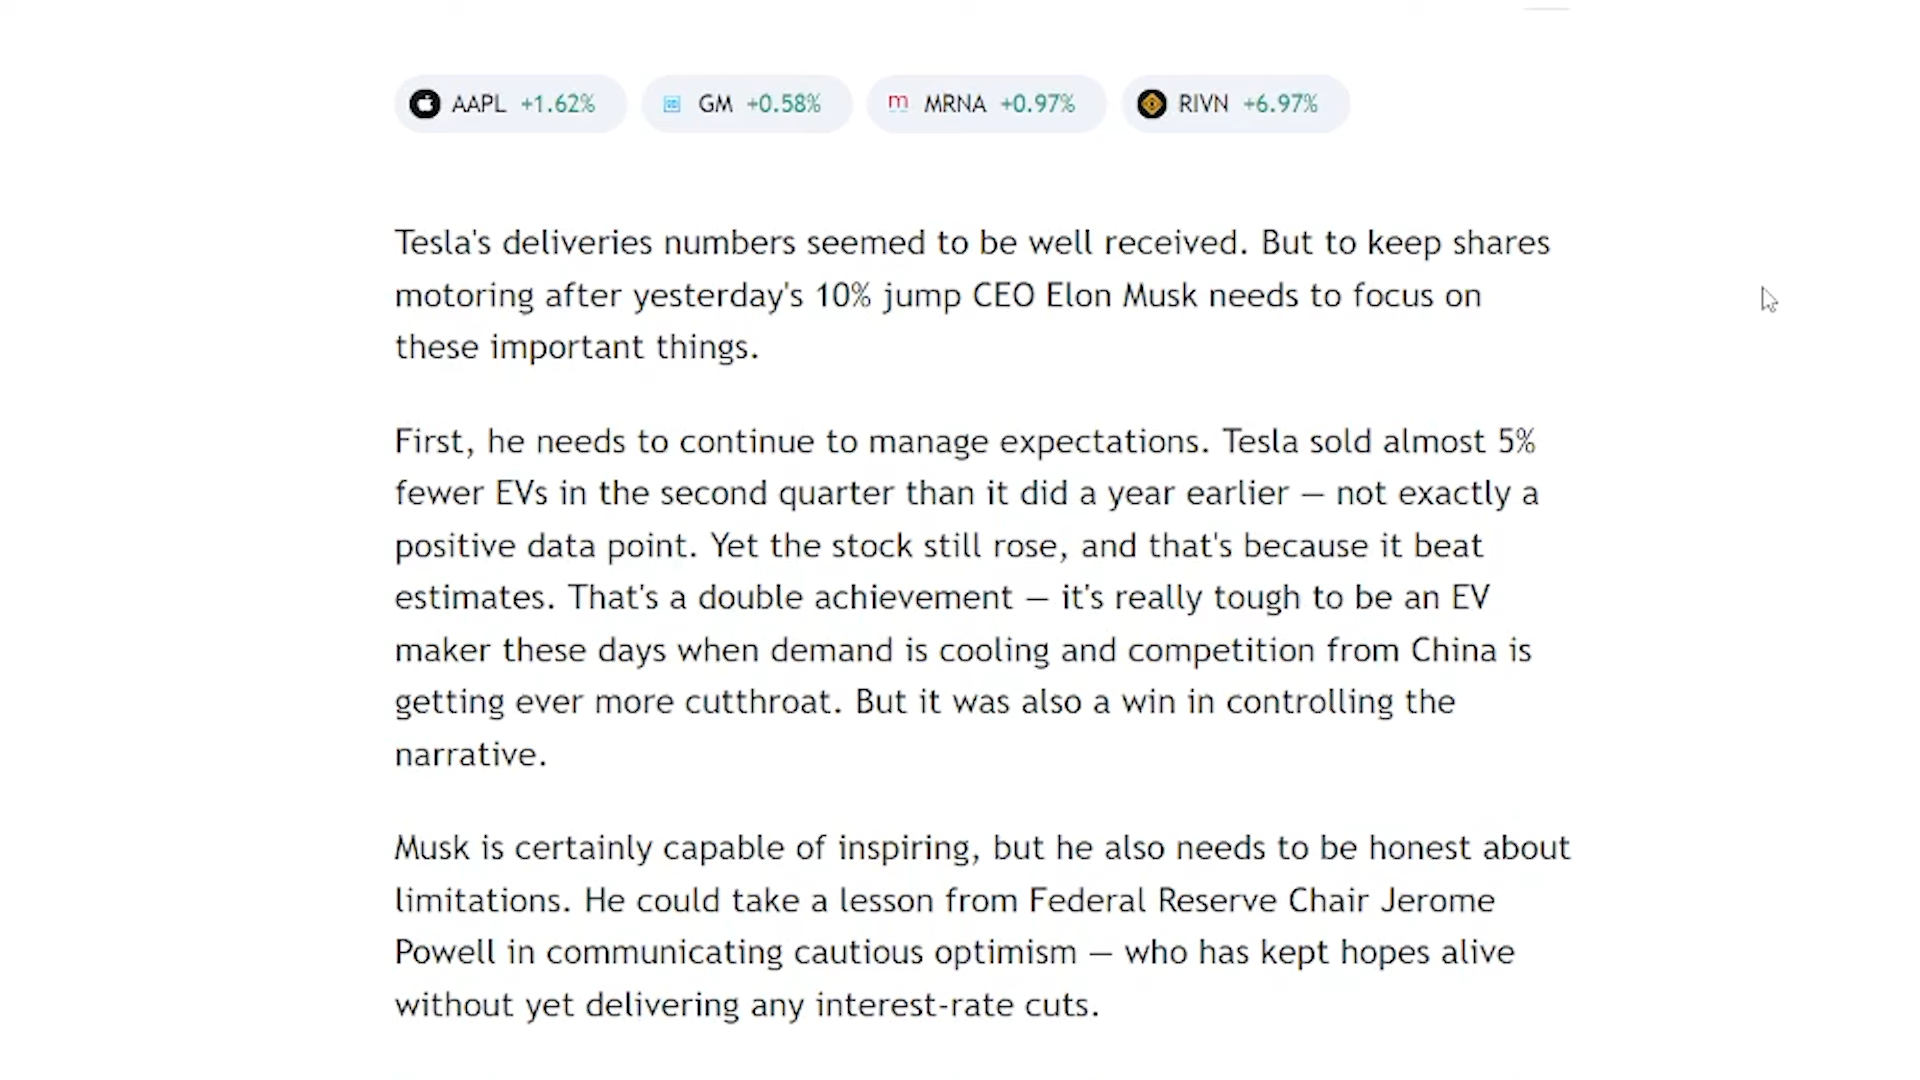 AAPL +1.62% GM +0.58% MRNA +0.97% RIVN +6.97%
Tesla's deliveries numbers seemed to be well received. But to keep shares
motoring after yesterday's 10% jump CEO Elon Musk needs to focus on
these important things.
First, he needs to continue to manage expectations. Tesla sold almost 5%
fewer EVs in the second quarter than it did a year earlier — not exactly a
positive data point. Yet the stock still rose, and that's because it beat
estimates. That's a double achievement — it's really tough to be an EV
maker these days when demand is cooling and competition from China is
getting ever more cutthroat. But it was also a win in controlling the
narrative.
Musk is certainly capable of inspiring, but he also needs to be honest about
limitations. He could take a lesson from Federal Reserve Chair Jerome
Powell in communicating cautious optimism — who has kept hopes alive
without yet delivering any interest-rate cuts.